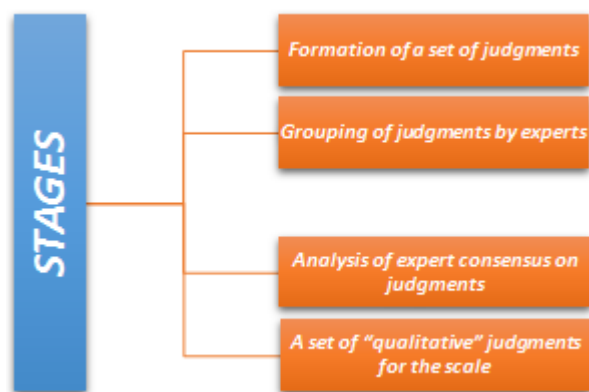 STAGES
Formation of a set of judgments
Grouping of judgments by experts
Analysis of expert consensus on
judgments
A set of “qualitative” judgments
for the scale